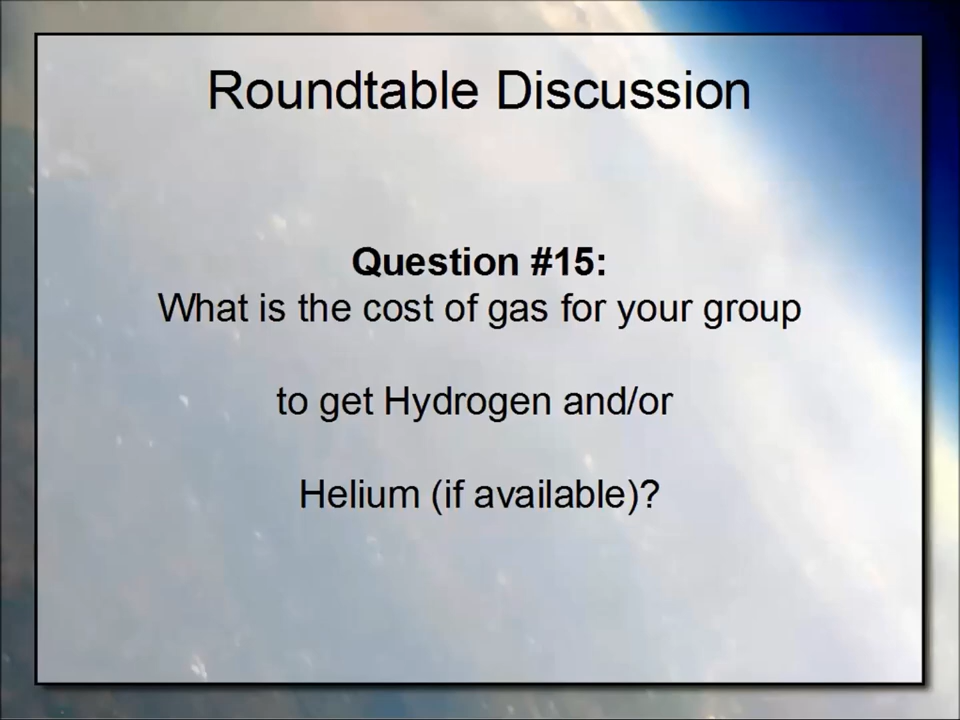 Roundtable Discussion
Question #15:
What is the cost of gas for your group
to get Hydrogen and/or
Helium (if available)?